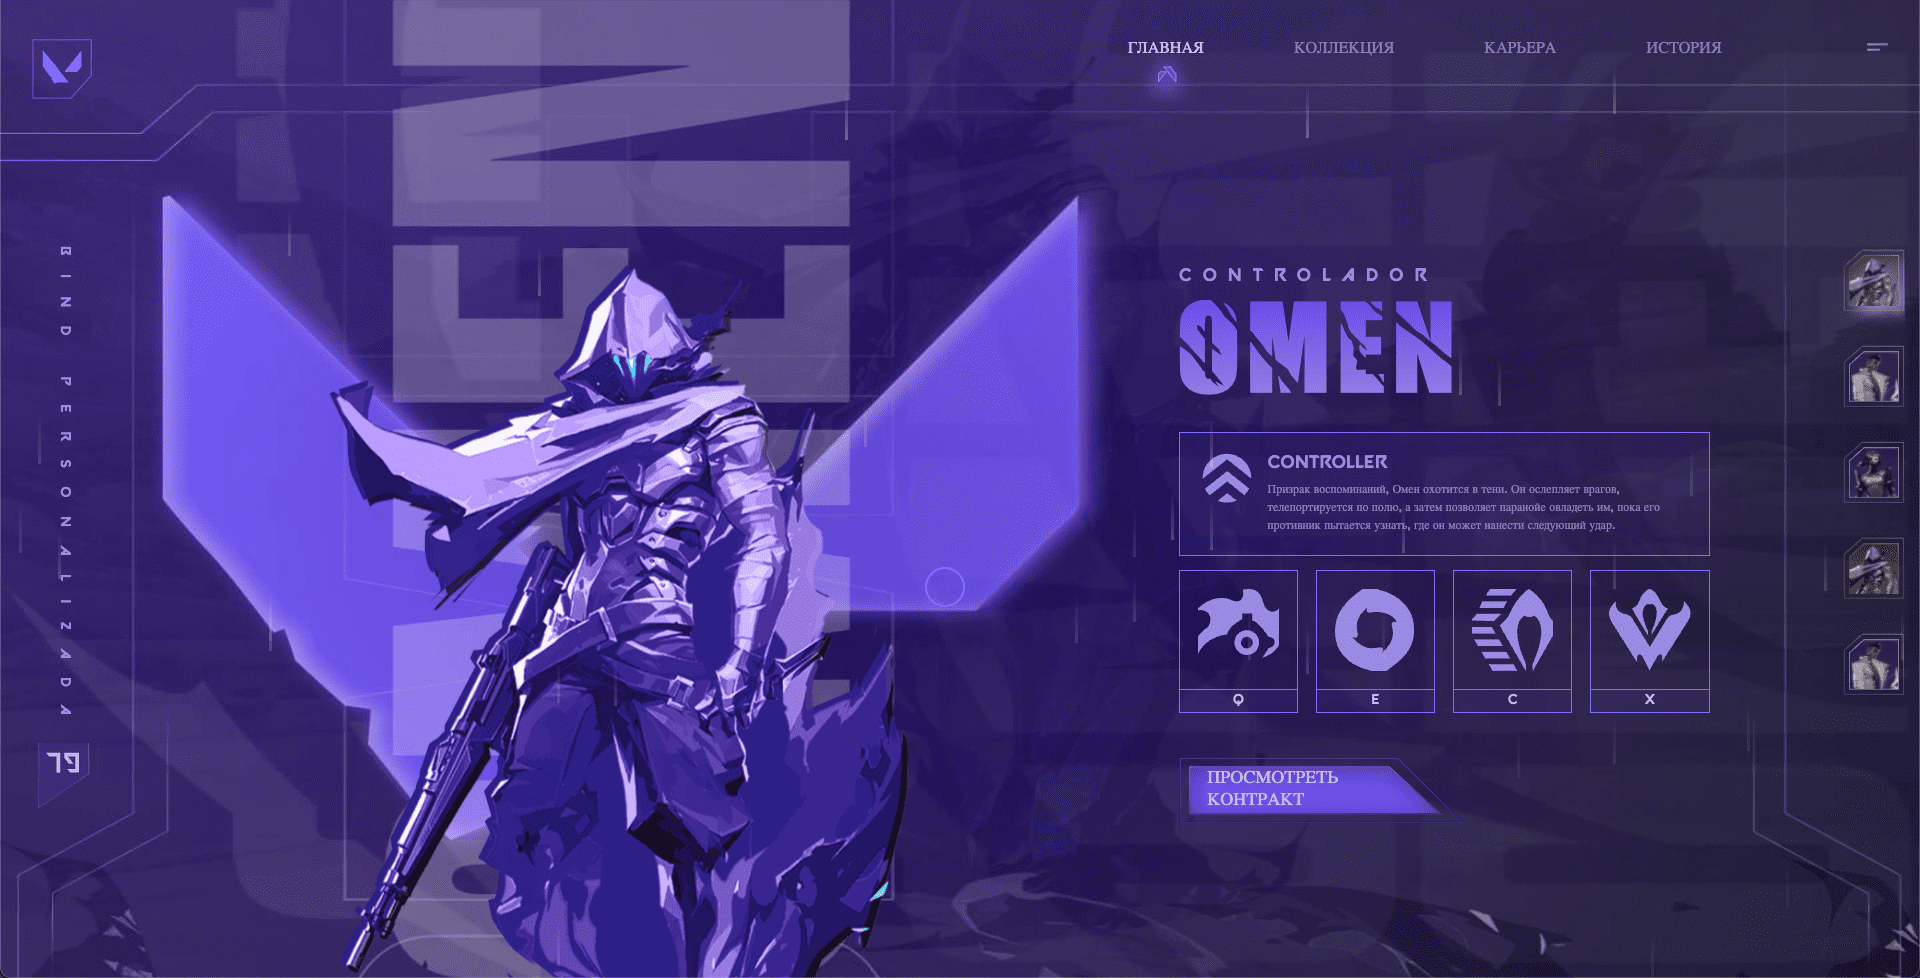 ГЛАВНАЯ
КОЛЛЕКЦИЯ
КАРЬЕРА
ИСТОРИЯ
OMEN
BIND PERSONALIZADA
79
CONTROLADOR
OMEN
CONTROLLER
Призрак воспоминаний, Омен охотится в тени. Он ослепляет врагов,
телепортируется по полю, а затем позволяет паранойе овладеть им, пока его
противник пытается узнать, где он может нанести следующий удар.
Q
E
C
X
ПРОСМОТРЕТЬ
КОНТРАКТ